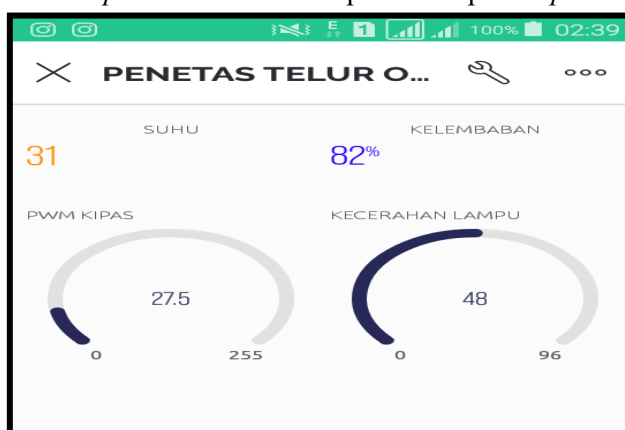 E 1 100% 02:39
PENETAS TELUR O...
SUHU KELEMBABAN
31 82%
PWM KIPAS KECERAHAN LAMPU
27.5 48
0 255 0 96